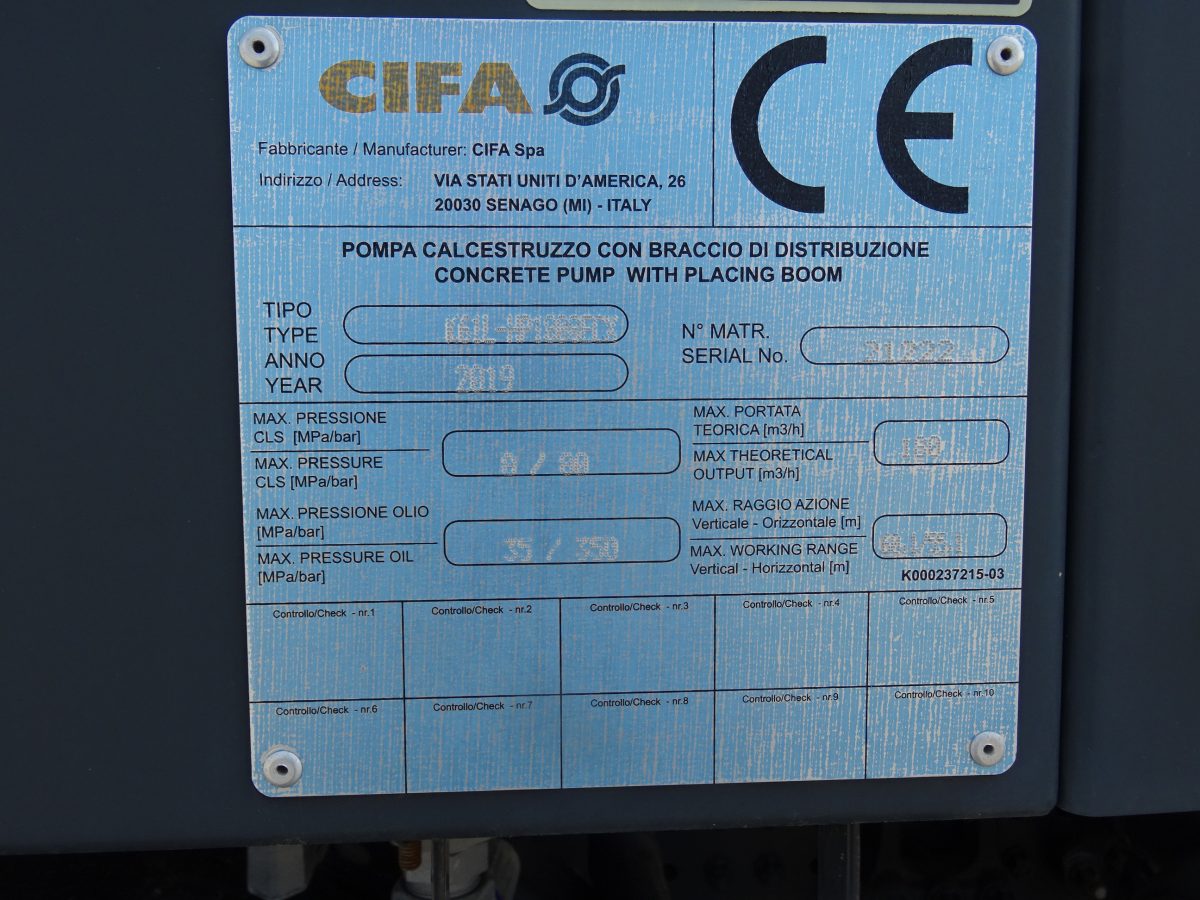 CIFA
CE
Fabbricante / Manufacturer: CIFA Spa
Indirizzo / Address: VIA STATI UNITI D'AMERICA, 26
20030 SENAGO (MI) - ITALY
POMPA CALCESTRUZZO CON BRACCIO DI DISTRIBUZIONE
CONCRETE PUMP WITH PLACING BOOM
TIPO
TYPE
ANNO
YEAR
2019
N° MATR.
SERIAL No.
MAX. PRESSIONE
CLS [MPa/bar]
MAX. PRESSURE
CLS [MPa/bar]
MAX. PORTATA
TEORICA [m3/h]
MAX THEORETICAL
OUTPUT [m3/h]
MAX. PRESSIONE OLIO
[MPa/bar]
MAX. PRESSURE OIL
[MPa/bar]
35 / 350
MAX. RAGGIO AZIONE
Verticale - Orizzontale [m]
MAX. WORKING RANGE
Vertical - Horizzontal [m]
K000237215-03
Controllo/Check - nr.1
Controllo/Check - nr.2
Controllo/Check - nr.3
Controllo/Check - nr.4
Controllo/Check - nr.5
Controllo/Check - nr.6
Controllo/Check - nr.7
Controllo/Check - nr.8
Controllo/Check - nr.9
Controllo/Check - nr.10